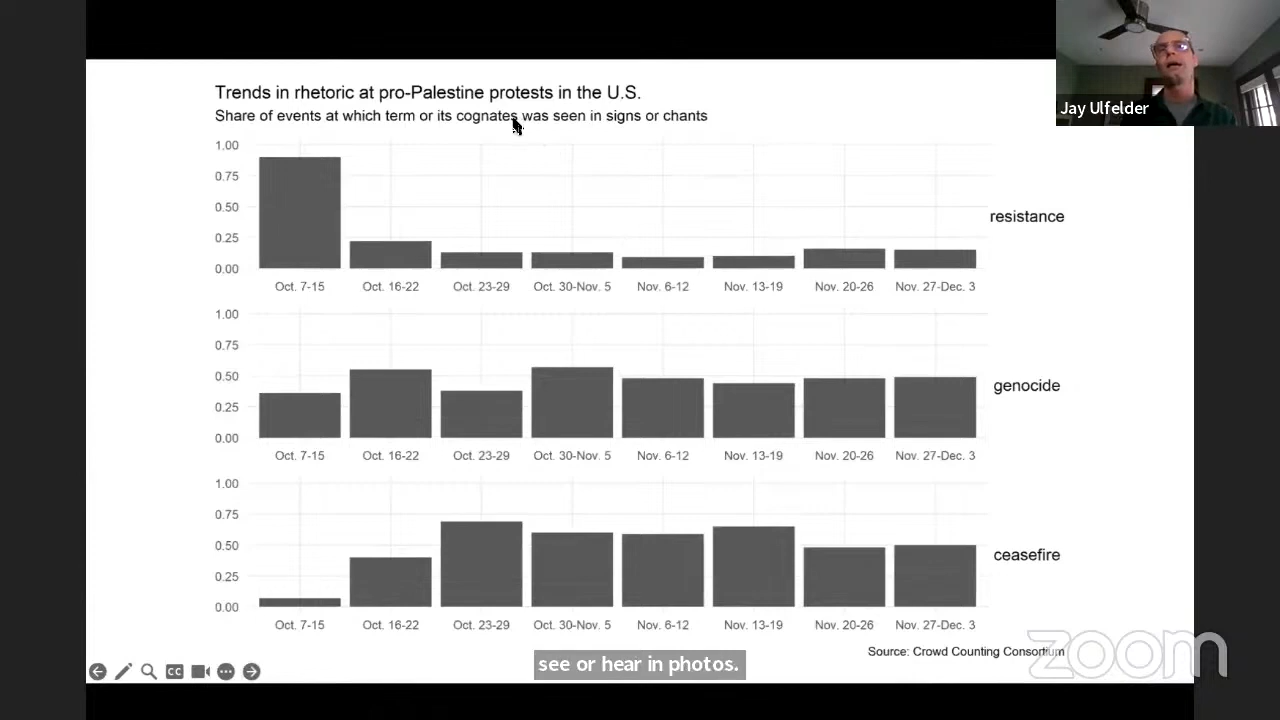 Trends in rhetoric at pro-Palestine protests in the U.S.
Share of events at which term or its cognates was seen in signs or chants
Jay Ulfelder
1.00
0.75
0.50
0.25
0.00
resistance
Oct. 7-15 Oct. 16-22 Oct. 23-29 Oct. 30-Nov. 5 Nov. 6-12 Nov. 13-19 Nov. 20-26 Nov. 27-Dec. 3
1.00
0.75
0.50
0.25
0.00
genocide
Oct. 7-15 Oct. 16-22 Oct. 23-29 Oct. 30-Nov. 5 Nov. 6-12 Nov. 13-19 Nov. 20-26 Nov. 27-Dec. 3
1.00
0.75
0.50
0.25
0.00
ceasefire
Oct. 7-15 Oct. 16-22 Oct. 23-29 Oct. 30-Nov. 5 Nov. 6-12 Nov. 13-19 Nov. 20-26 Nov. 27-Dec. 3
Source: Crowd Counting Consortium
zoom
see or hear in photos.
CC